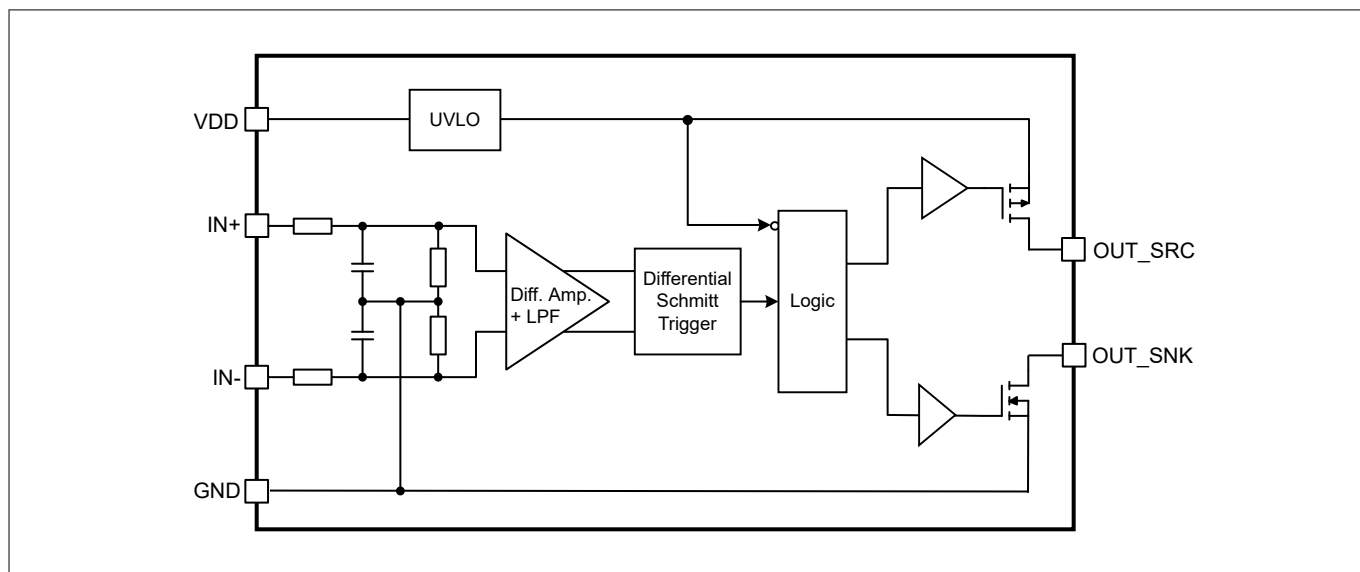 VDD
UVLO
IN+
Diff. Amp.
+ LPF
Differential
Schmitt
Trigger
Logic
OUT_SRC
OUT_SNK
IN-
GND